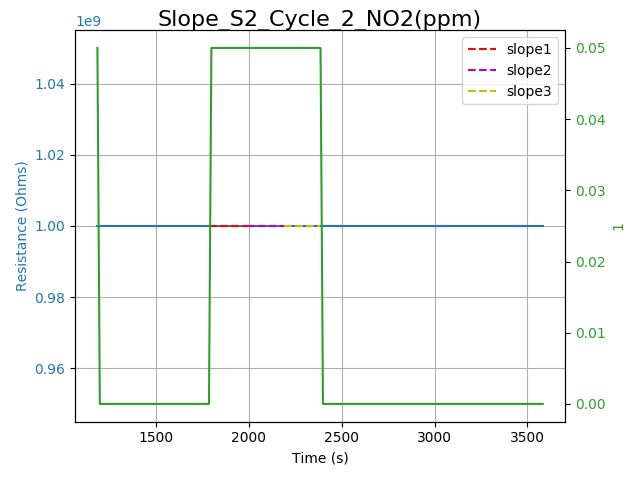 Slope_S2_Cycle_2_NO2(ppm)
1e9
slope1
slope2
slope3
1.04
1.02
1.00
0.98
0.96
Resistance (Ohms)
0.05
0.04
0.03
0.02
0.01
0.00
1
1500 2000 2500 3000 3500
Time (s)